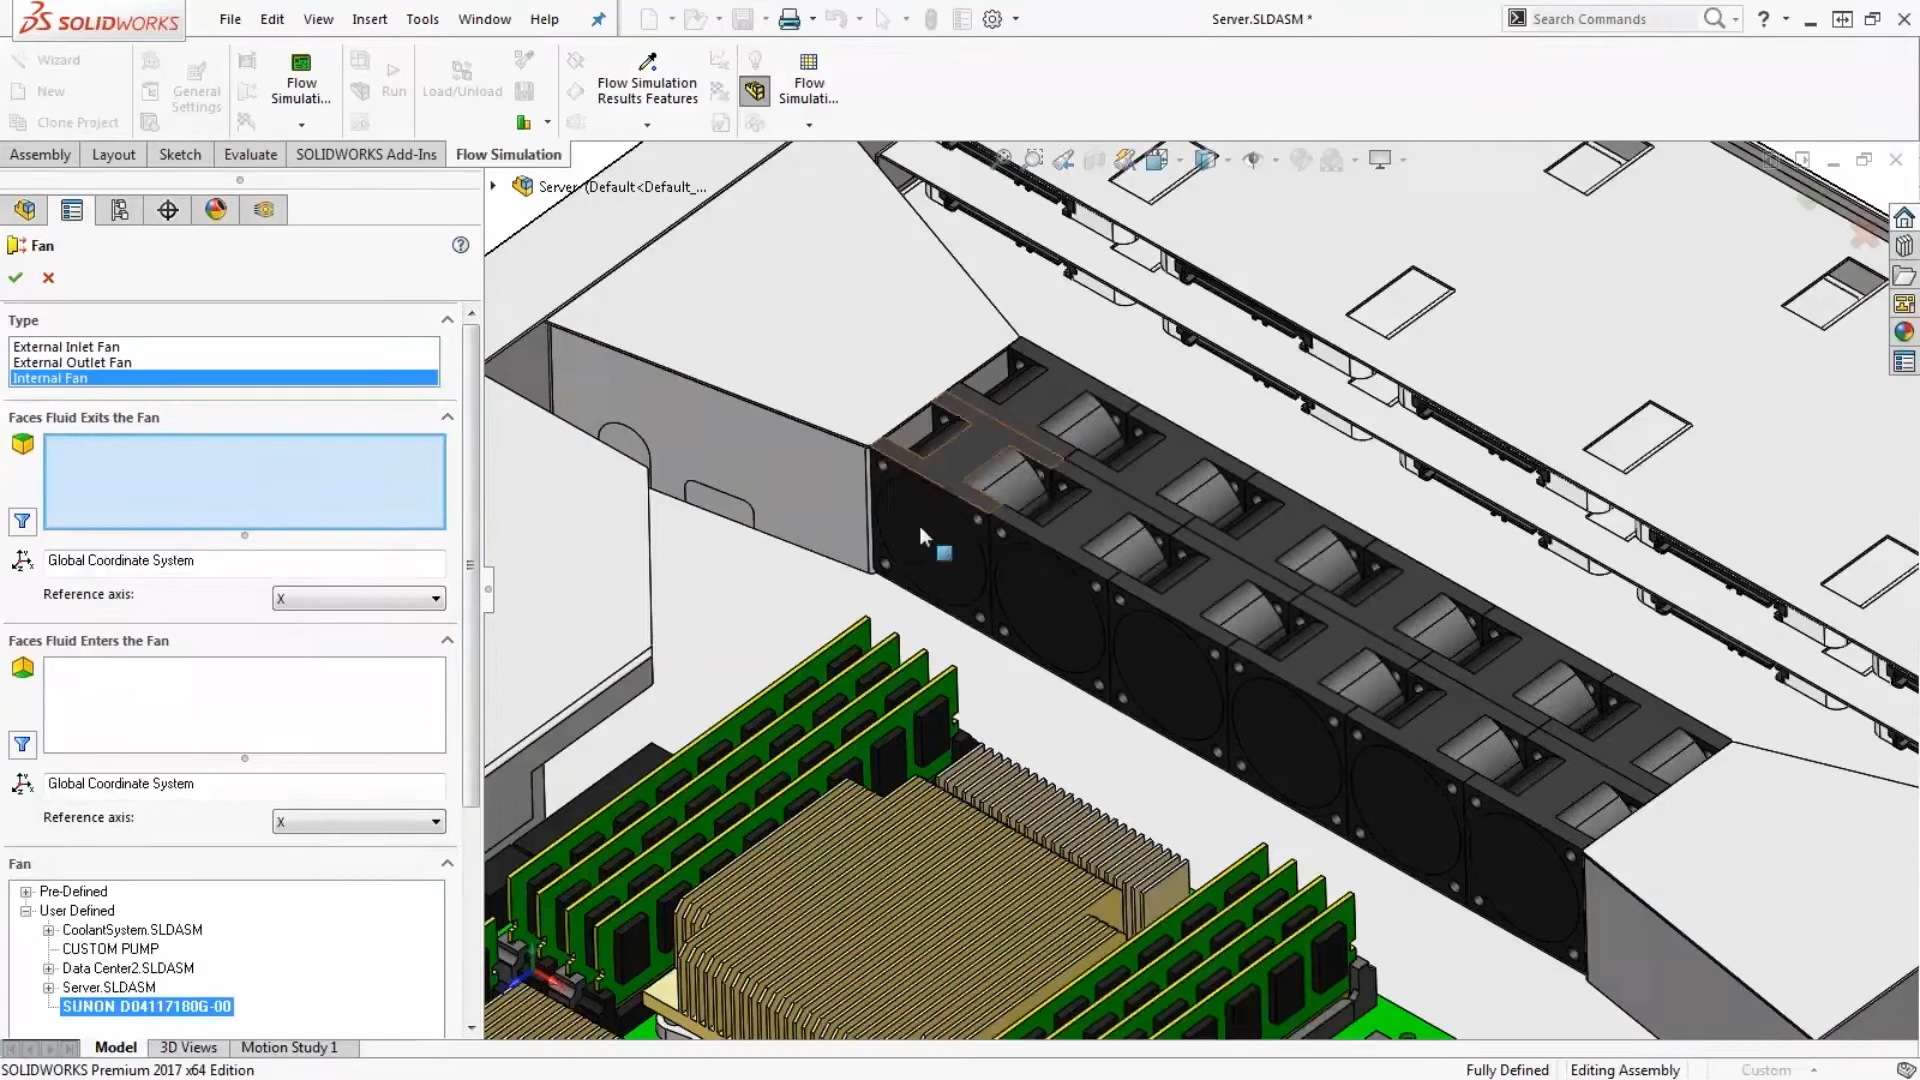 SOLIDWORKS
File Edit View Insert Tools Window Help
Server.SLDASM *
Search Commands
Wizard
New
Clone Project
General Settings
Flow Simulati...
Run
Load/Unload
Flow Simulation Results Features
Flow Simulati...
Assembly Layout Sketch Evaluate SOLIDWORKS Add-Ins Flow Simulation
Server (Default<Default_...
Fan
Type
External Inlet Fan
External Outlet Fan
Internal Fan
Faces Fluid Exits the Fan
Global Coordinate System
Reference axis: X
Faces Fluid Enters the Fan
Global Coordinate System
Reference axis: X
Fan
Pre-Defined
User Defined
CoolantSystem.SLDASM
CUSTOM PUMP
Data Center2.SLDASM
Server.SLDASM
SUNON D04117180G-00
Model 3D Views Motion Study 1
SOLIDWORKS Premium 2017 x64 Edition
Fully Defined Editing Assembly Custom